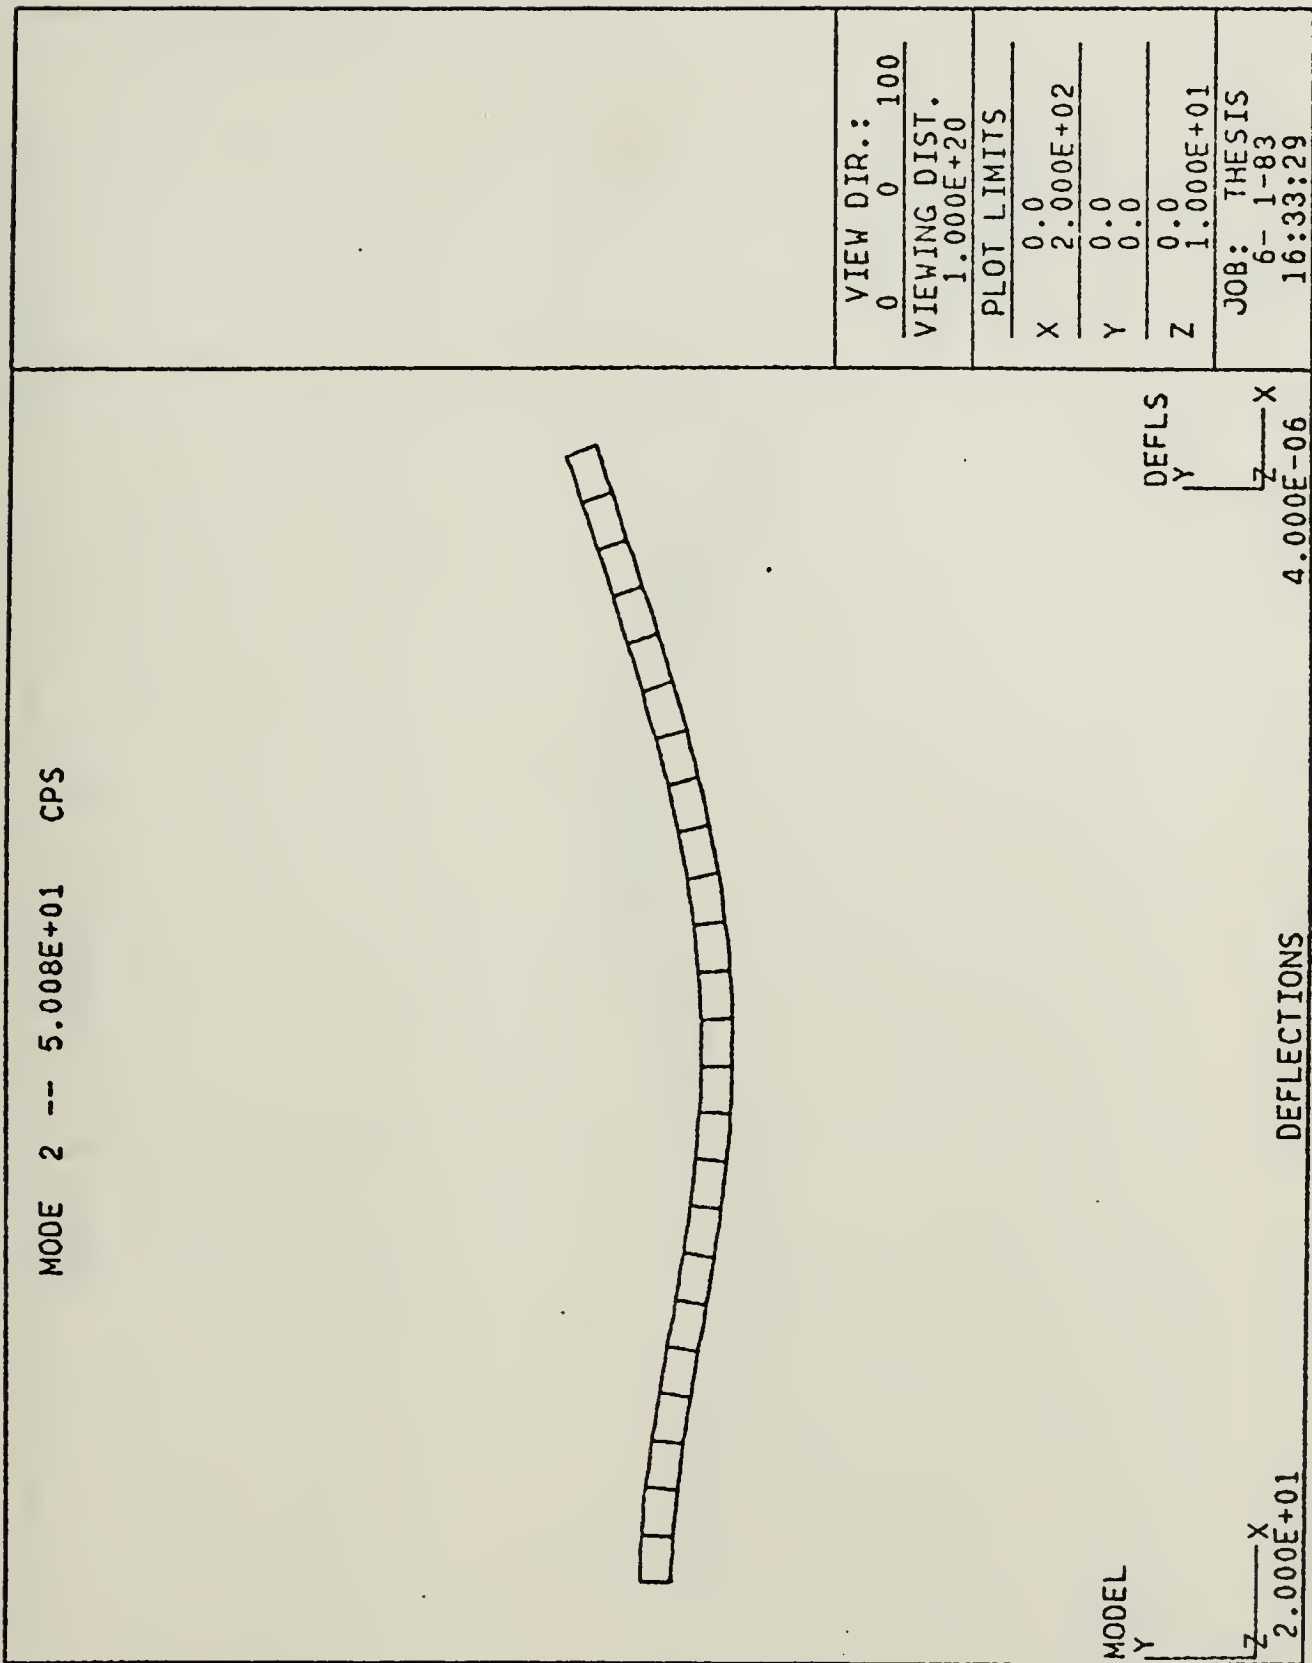 MODE 2 -- 5.008E+01 CPS
VIEW DIR.:
0 0 100
VIEWING DIST.
1.000E+20
PLOT LIMITS
X 0.0
2.000E+02
Y 0.0
0.0
Z 0.0
1.000E+01
JOB: THESIS
6- 1-83
16:33:29
MODEL
Y
Z X
2.000E+01
DEFLECTIONS
DEFLS
Y
Z X
4.000E-06